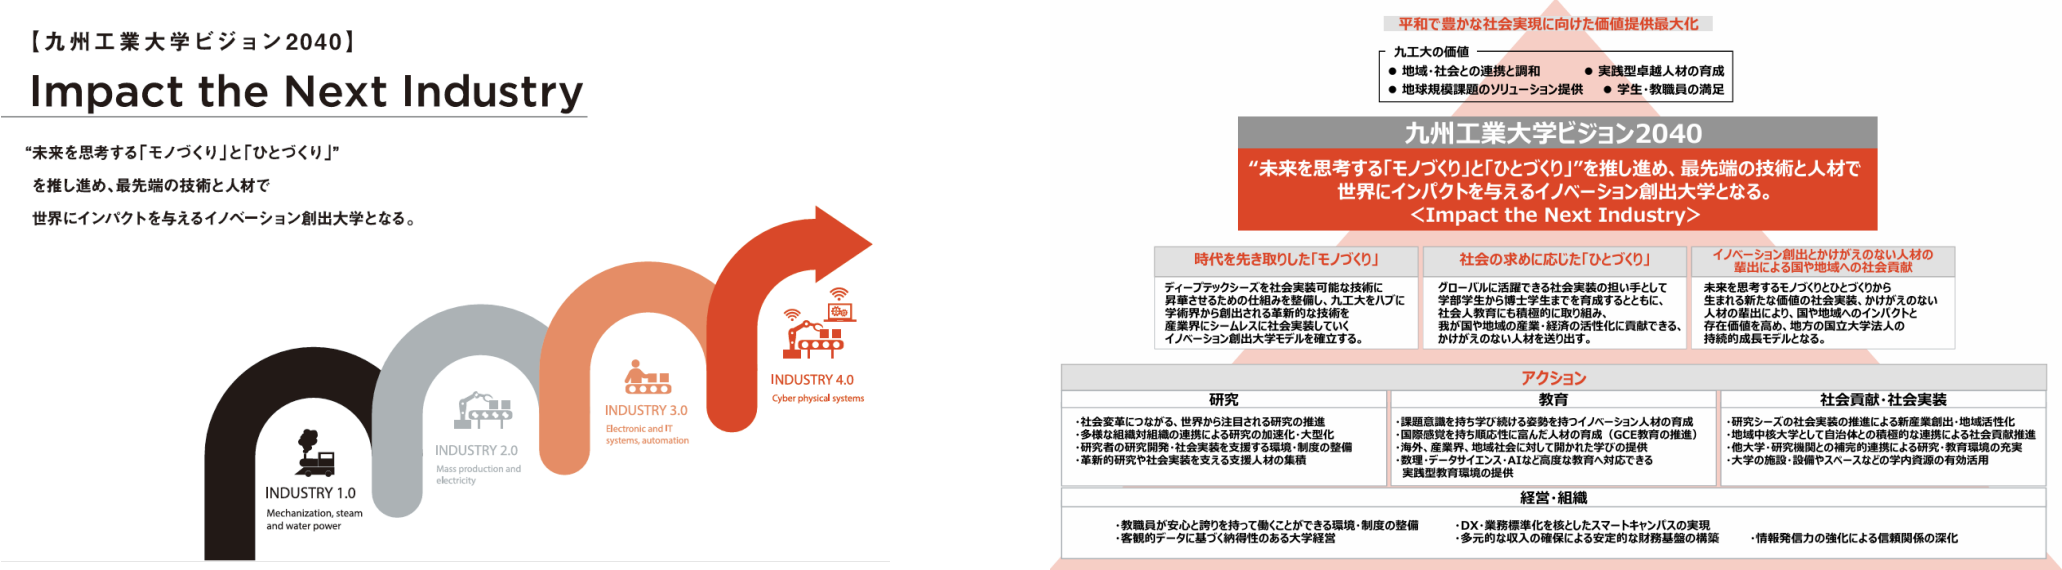 【九州工業大学ビジョン2040】
Impact the Next Industry
“未来を思考する「モノづくり」と「ひとづくり」”
を推し進め、最先端の技術と人材で
世界にインパクトを与えるイノベーション創出大学となる。
INDUSTRY 1.0
Mechanization, steam
and water power
INDUSTRY 2.0
Mass production and
electricity
INDUSTRY 3.0
Electronic and IT
systems, automation
INDUSTRY 4.0
Cyber physical systems
平和で豊かな社会実現に向けた価値提供最大化
九工大の価値
● 地域・社会との連携と調和
● 実践型卓越人材の育成
● 地球規模課題のソリューション提供
● 学生・教職員の満足
九州工業大学ビジョン2040
“未来を思考する「モノづくり」と「ひとづくり」”を推し進め、最先端の技術と人材で
世界にインパクトを与えるイノベーション創出大学となる。
＜Impact the Next Industry＞
時代を先き取りした「モノづくり」
ディープテックシーズを社会実装可能な技術に
昇華させるための仕組みを整備し、九工大をハブに
学術界から創出される革新的な技術を
産業界にシームレスに社会実装していく
イノベーション創出大学モデルを確立する。
社会の求めに応じた「ひとづくり」
グローバルに活躍できる社会実装の担い手として
学部学生から博士学生までを育成するとともに、
社会人教育にも積極的に取り組み、
我が国や地域の産業・経済の活性化に貢献できる、
かけがえのない人材を送り出す。
イノベーション創出とかけがえのない人材の
輩出による国や地域への社会貢献
未来を思考するモノづくりとひとづくりから
生まれる新たな価値の社会実装、かけがえのない
人材の輩出により、国や地域へのインパクトと
存在価値を高め、地方の国立大学法人の
持続的成長モデルとなる。
アクション
研究
・社会変革につながる、世界から注目される研究の推進
・多様な組織対組織の連携による研究の加速化・大型化
・研究者の研究開発・社会実装を支援する環境・制度の整備
・革新的研究や社会実装を支える支援人材の集積
教育
・課題意識を持ち学び続ける姿勢を持つイノベーション人材の育成
・国際感覚を持ち順応性に富んだ人材の育成（GCE教育の推進）
・海外、産業界、地域社会に対して開かれた学びの提供
・数理・データサイエンス・AIなど高度な教育へ対応できる
実践型教育環境の提供
社会貢献・社会実装
・研究シーズの社会実装の推進による新産業創出・地域活性化
・地域中核大学として自治体との積極的な連携による社会貢献推進
・他大学・研究機関との補完的連携による研究・教育環境の充実
・大学の施設・設備やスペースなどの学内資源の有効活用
経営・組織
・教職員が安心と誇りを持って働くことができる環境・制度の整備
・客観的データに基づく納得性のある大学経営
・DX・業務標準化を核としたスマートキャンパスの実現
・多元的な収入の確保による安定的な財務基盤の構築
・情報発信力の強化による信頼関係の深化